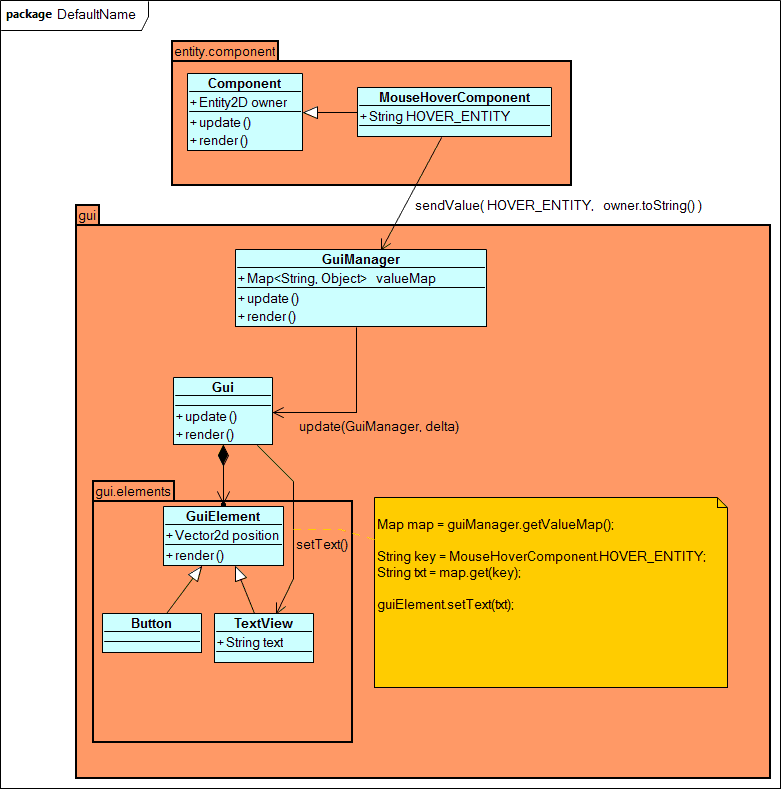 package DefaultName
entity.component
Component
+ Entity2D owner
+ update ()
+ render ()
MouseHoverComponent
+ String HOVER_ENTITY
sendValue( HOVER_ENTITY, owner.toString() )
gui
GuiManager
+ Map<String, Object> valueMap
+ update ()
+ render ()
Gui
+ update ()
+ render ()
update(GuiManager, delta)
gui.elements
GuiElement
+ Vector2d position
+ render ()
setText()
Button
TextView
+ String text
Map map = guiManager.getValueMap();
String key = MouseHoverComponent.HOVER_ENTITY;
String txt = map.get(key);
guiElement.setText(txt);